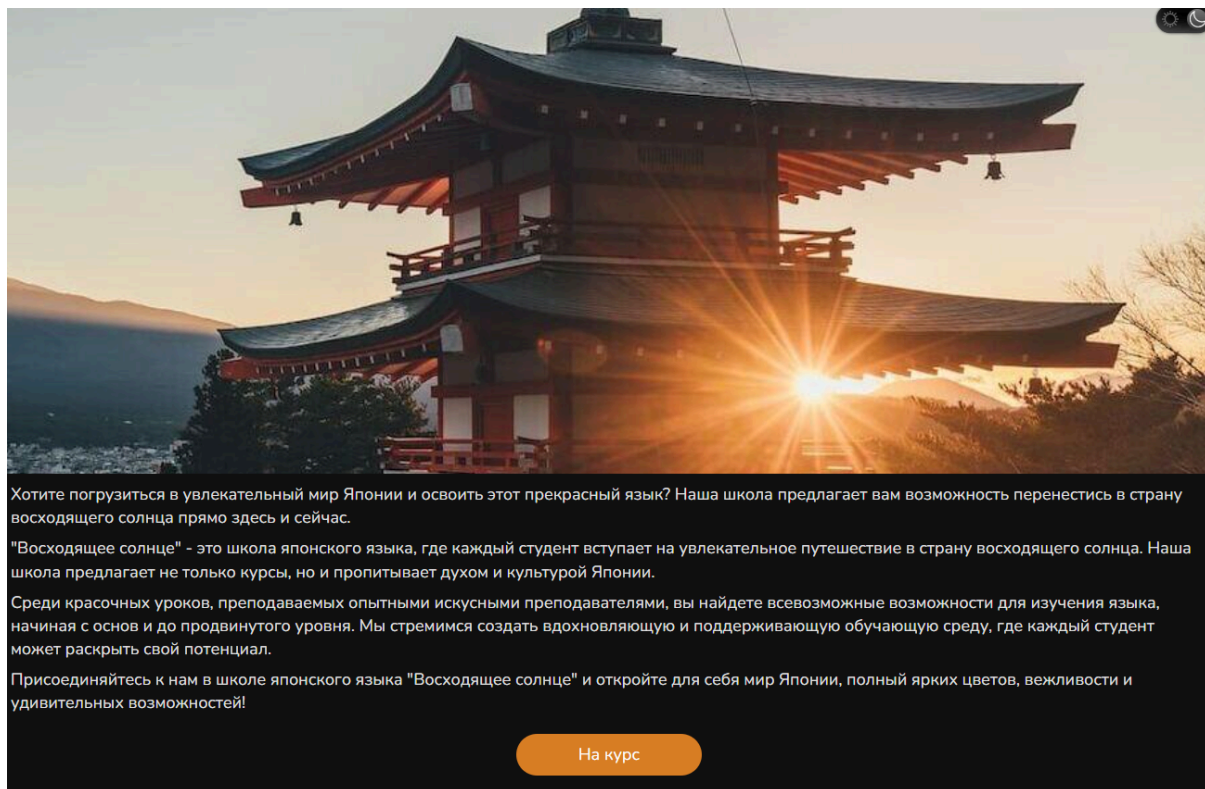 Хотите погрузиться в увлекательный мир Японии и освоить этот прекрасный язык? Наша школа предлагает вам возможность перенестись в страну
восходящего солнца прямо здесь и сейчас.
"Восходящее солнце" - это школа японского языка, где каждый студент вступает на увлекательное путешествие в страну восходящего солнца. Наша
школа предлагает не только курсы, но и пропитывает духом и культурой Японии.
Среди красочных уроков, преподаваемых опытными искусными преподавателями, вы найдете всевозможные возможности для изучения языка,
начиная с основ и до продвинутого уровня. Мы стремимся создать вдохновляющую и поддерживающую обучающую среду, где каждый студент
может раскрыть свой потенциал.
Присоединяйтесь к нам в школе японского языка "Восходящее солнце" и откройте для себя мир Японии, полный ярких цветов, вежливости и
удивительных возможностей!
На курс